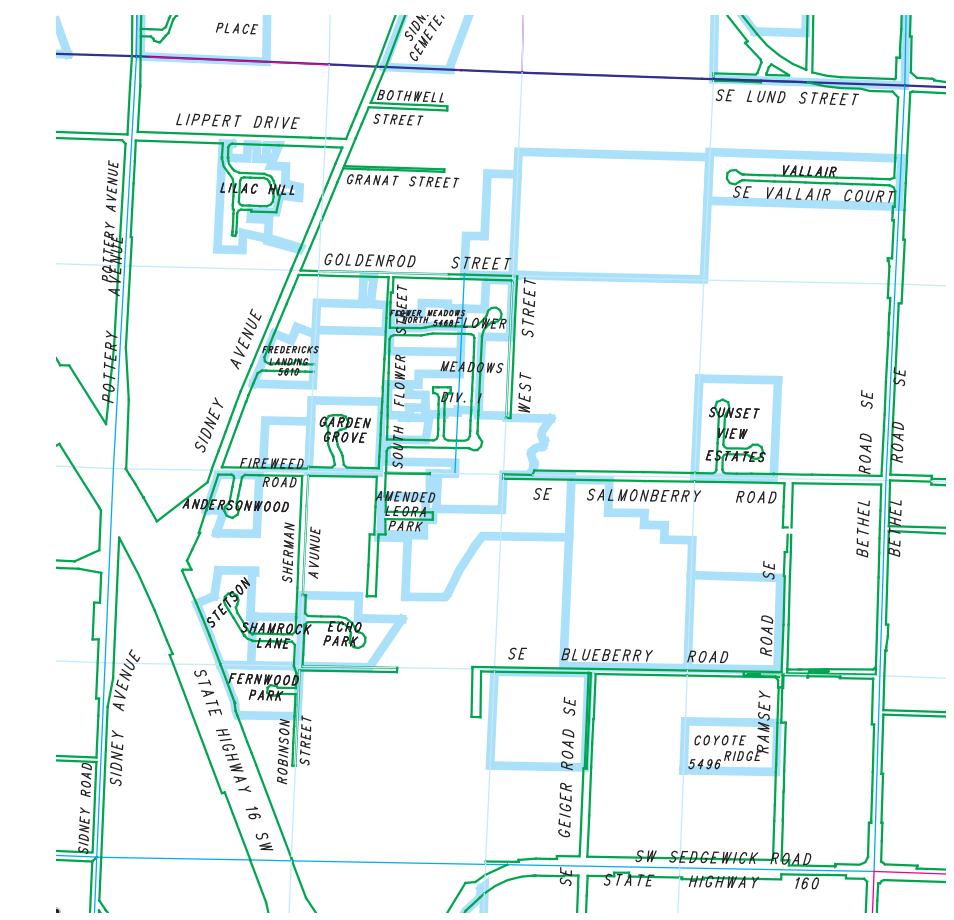 PLACE
SIDNEY
CEMETERY
BOTHWELL
STREET
SE LUND STREET
LIPPERT DRIVE
GRANAT STREET
VALLAIR
SE VALLAIR COURT
LILAC HILL
POTTERY AVENUE
POTTERY AVENUE
GOLDENROD STREET
SIDNEY AVENUE
SOUTH FLOWER STREET
WEST STREET
FLOWER MEADOWS
NORTH 5468
FLOWER
MEADOWS
DIV. 1
FREDERICKS
LANDING
5610
GARDEN
GROVE
SUNSET
VIEW
ESTATES
BETHEL ROAD SE
BETHEL ROAD SE
FIREWEED
ROAD
SE SALMONBERRY ROAD
ANDERSONWOOD
AMENDED
LEORA
PARK
SHERMAN
AVUNUE
STETSON
SHAMROCK
LANE
ECHO
PARK
SE BLUEBERRY ROAD
RAMSEY ROAD SE
FERNWOOD
PARK
SIDNEY AVENUE
STATE HIGHWAY 16 SW
ROBINSON
STREET
GEIGER ROAD SE
COYOTE
RIDGE
5496
SIDNEY ROAD
SW SEDGEWICK ROAD
SE STATE HIGHWAY 160